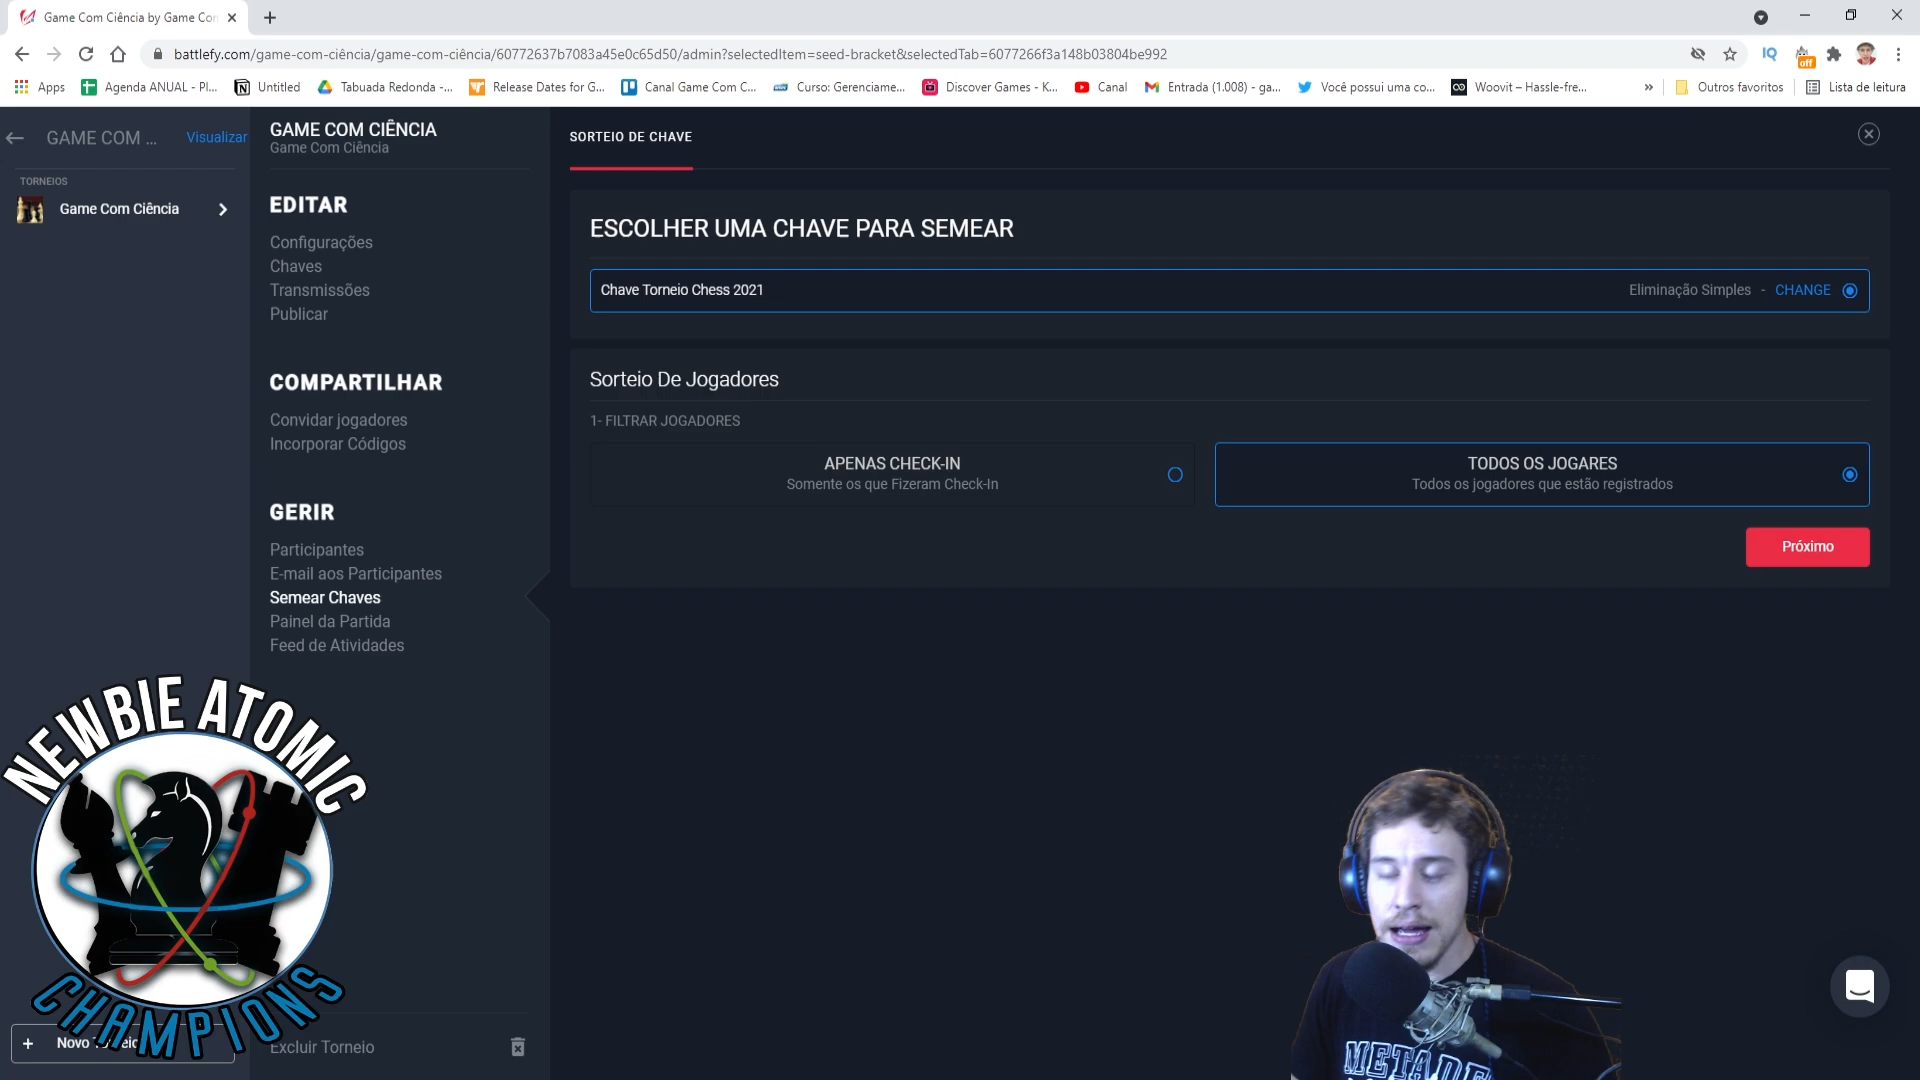 Game Com Ciência by Game Con
battlefy.com/game-com-ciência/game-com-ciência/60772637b7083a45e0c65d50/admin?selectedItem=seed-bracket&selectedTab=6077266f3a148b03804be992
IQ
off
Apps
Agenda ANUAL - Pl...
Untitled
Tabuada Redonda -...
Release Dates for G...
Canal Game Com C...
Curso: Gerenciame...
Discover Games - K...
Canal
Entrada (1.008) - ga...
Você possui uma co...
Woovit – Hassle-fre...
»
Outros favoritos
Lista de leitura
GAME COM ...
Visualizar
TORNEIOS
Game Com Ciência
GAME COM CIÊNCIA
Game Com Ciência
EDITAR
Configurações
Chaves
Transmissões
Publicar
COMPARTILHAR
Convidar jogadores
Incorporar Códigos
GERIR
Participantes
E-mail aos Participantes
Semear Chaves
Painel da Partida
Feed de Atividades
Excluir Torneio
SORTEIO DE CHAVE
ESCOLHER UMA CHAVE PARA SEMEAR
Chave Torneio Chess 2021
Eliminação Simples - CHANGE
Sorteio De Jogadores
1- FILTRAR JOGADORES
APENAS CHECK-IN
Somente os que Fizeram Check-In
TODOS OS JOGARES
Todos os jogadores que estão registrados
Próximo
NEWBIE ATOMIC
CHAMPIONS
+ Novo